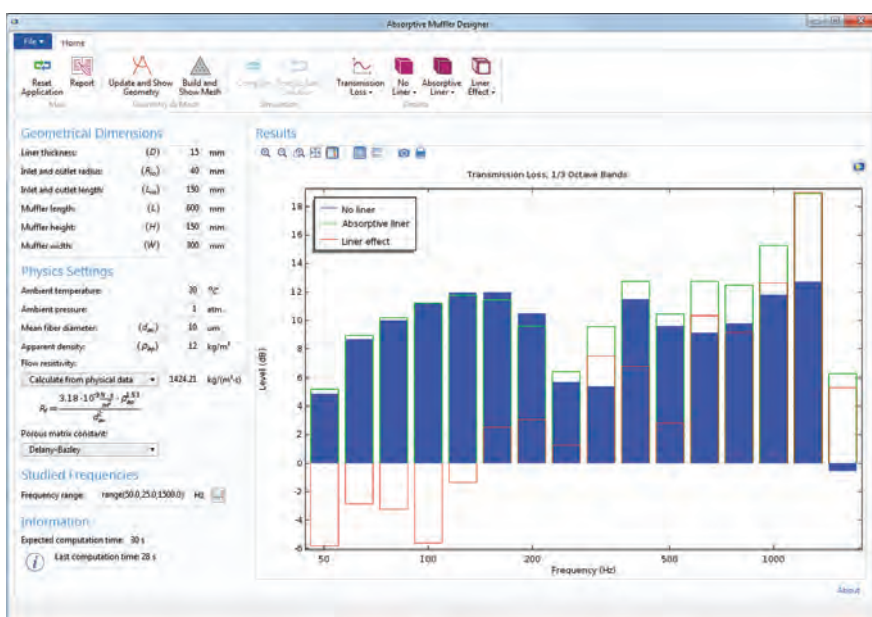 Absorptive Muffler Designer
File
Home
Reset Application
Report
Update and Show Geometry
Build and Show Mesh
Transmission Loss
No Liner
Absorptive Liner
Liner Effect
Main
Geometry & Mesh
Simulation
Results
Geometrical Dimensions
Liner thickness: (D) 15 mm
Inlet and outlet radius: 40 mm
Inlet and outlet length: 150 mm
Muffler length: (L) 600 mm
Muffler height: (H) 150 mm
Muffler width: (W) 300 mm
Physics Settings
Ambient temperature: 20 °C
Ambient pressure: 1 atm.
Mean fiber diameter: 10 um
Apparent density: 12 kg/m³
Flow resistivity:
Calculate from physical data 1424.21 kg/(m³·s)
Porous matrix constant:
Delany-Bazley
Studied Frequencies
Frequency range: range(50.0,25.0,1500.0) Hz
Information
Expected computation time: 30 s
Last computation time: 28 s
Results
Transmission Loss, 1/3 Octave Bands
No liner
Absorptive liner
Liner effect
Level (dB)
18
16
14
12
10
8
6
4
2
0
-2
-4
-6
50 100 200 500 1000
Frequency (Hz)
About